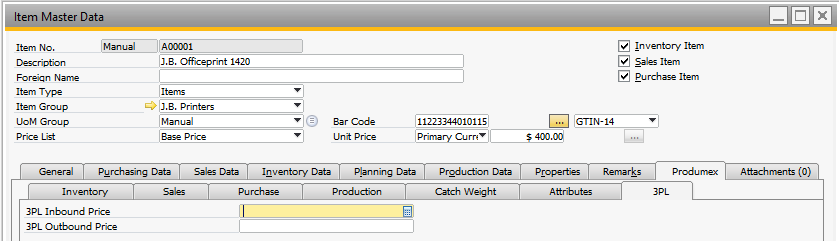 Item Master Data
Item No. Manual A00001 Inventory Item
Description J.B. Officeprint 1420 Sales Item
Foreign Name Purchase Item
Item Type Items
Item Group J.B. Printers
UoM Group Manual Bar Code 11223344010115 ... GTIN-14
Price List Base Price Unit Price Primary Curre $ 400.00 ...
General Purchasing Data Sales Data Inventory Data Planning Data Production Data Properties Remarks Produmex Attachments (0)
Inventory Sales Purchase Production Catch Weight Attributes 3PL
3PL Inbound Price
3PL Outbound Price